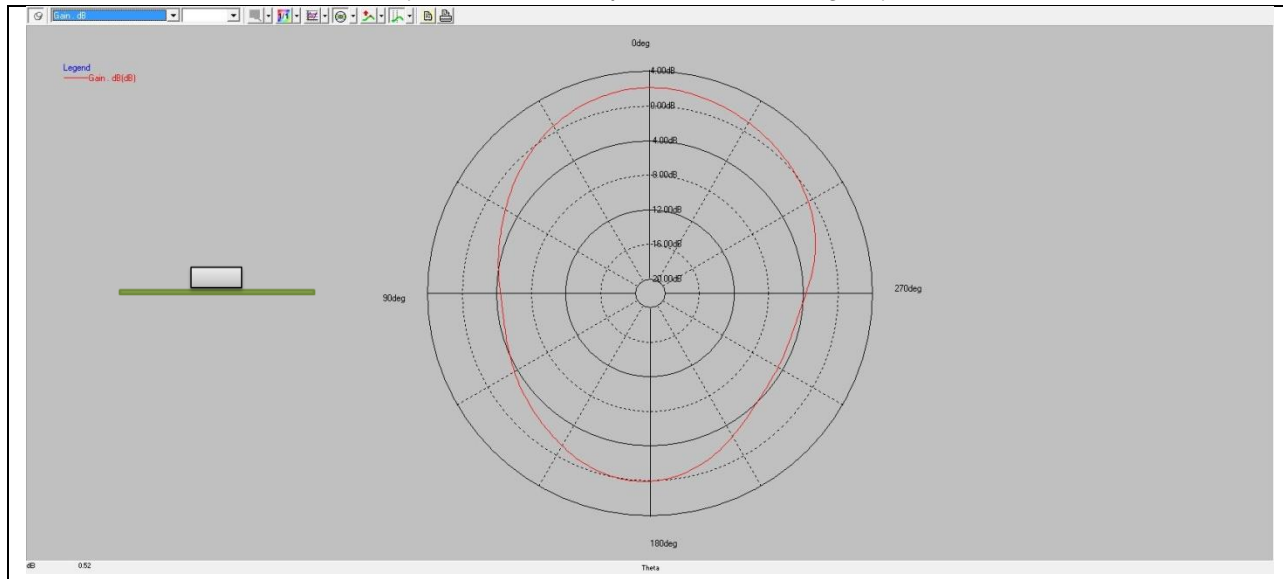 Gain . dB
0deg
Legend
Gain . dB(dB)
4.00dB
0.00dB
-4.00dB
-8.00dB
-12.00dB
-16.00dB
-20.00dB
90deg
270deg
180deg
dB 0.52 Theta